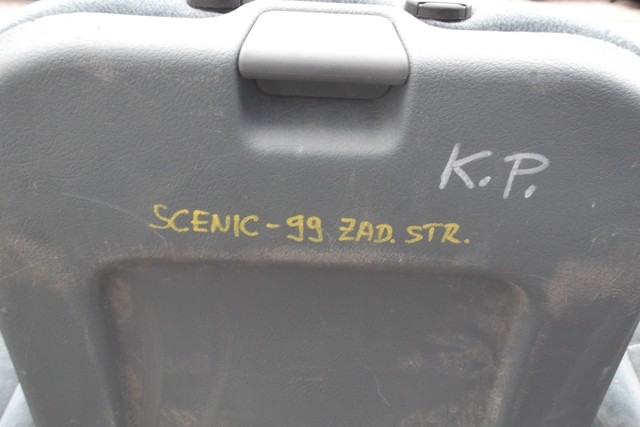 K.P.
SCENIC-99 ZAD. STR.